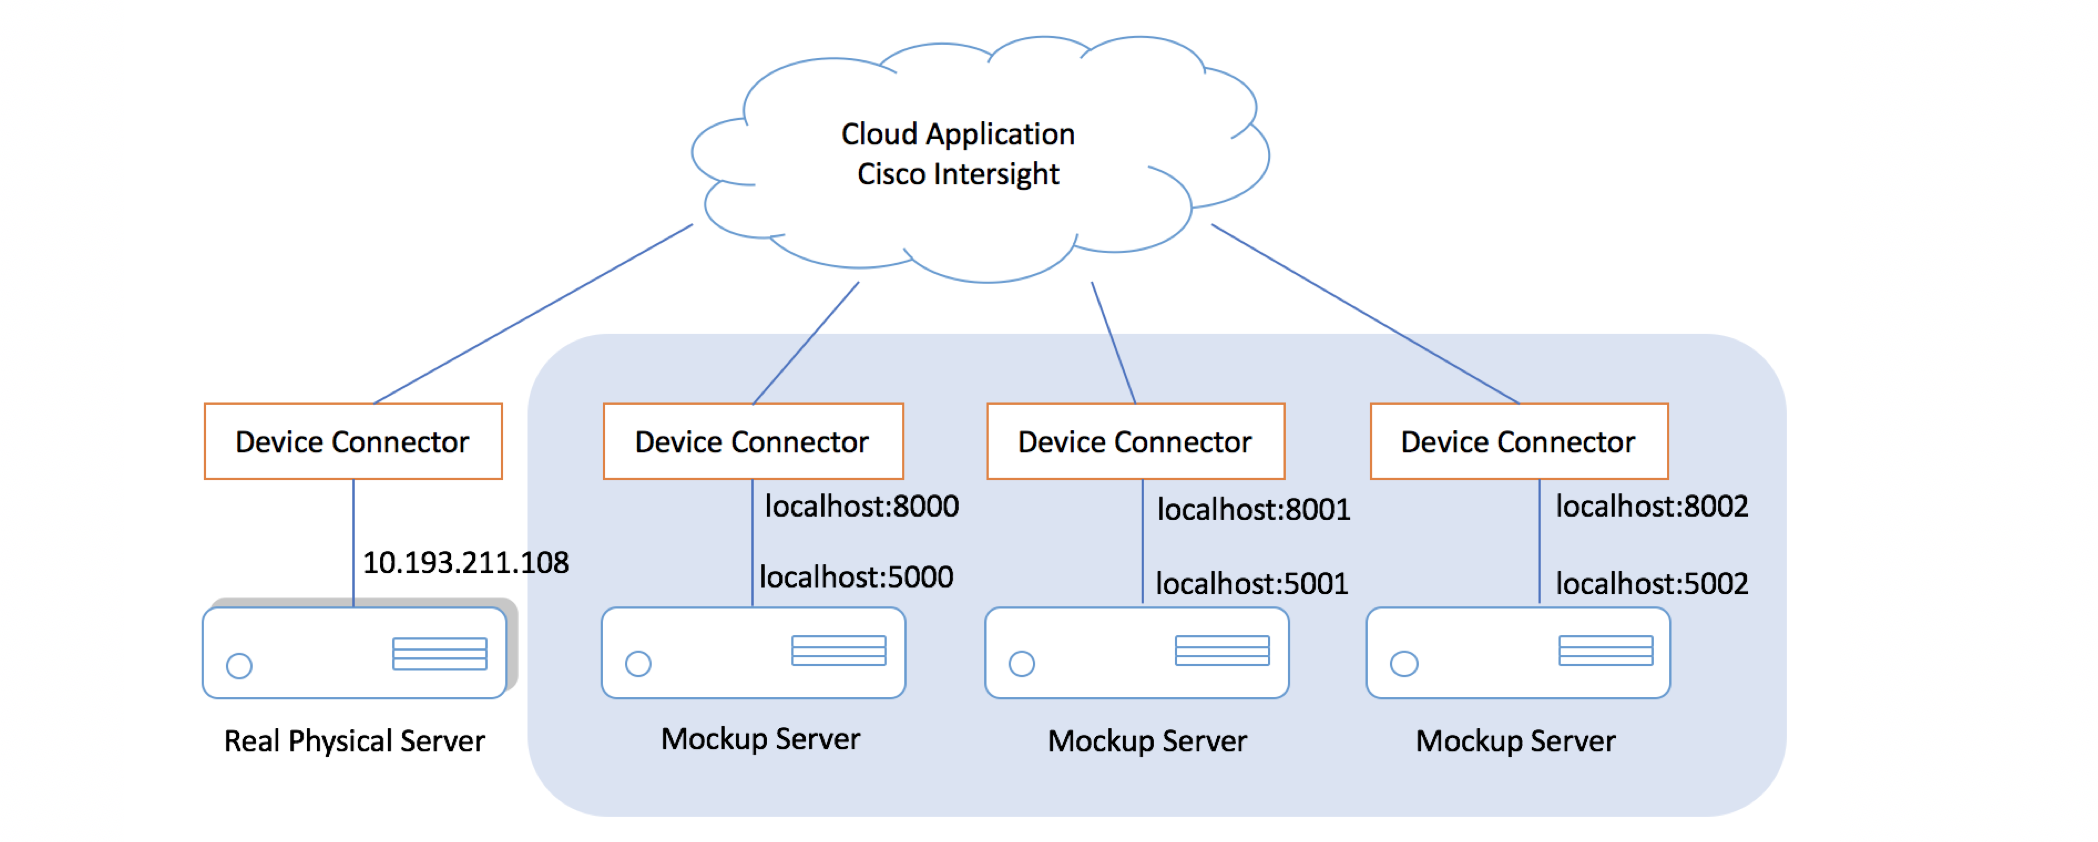 Cloud Application
Cisco Intersight
Device Connector
Device Connector
Device Connector
Device Connector
localhost:8000
localhost:8001
localhost:8002
10.193.211.108
localhost:5000
localhost:5001
localhost:5002
Real Physical Server
Mockup Server
Mockup Server
Mockup Server